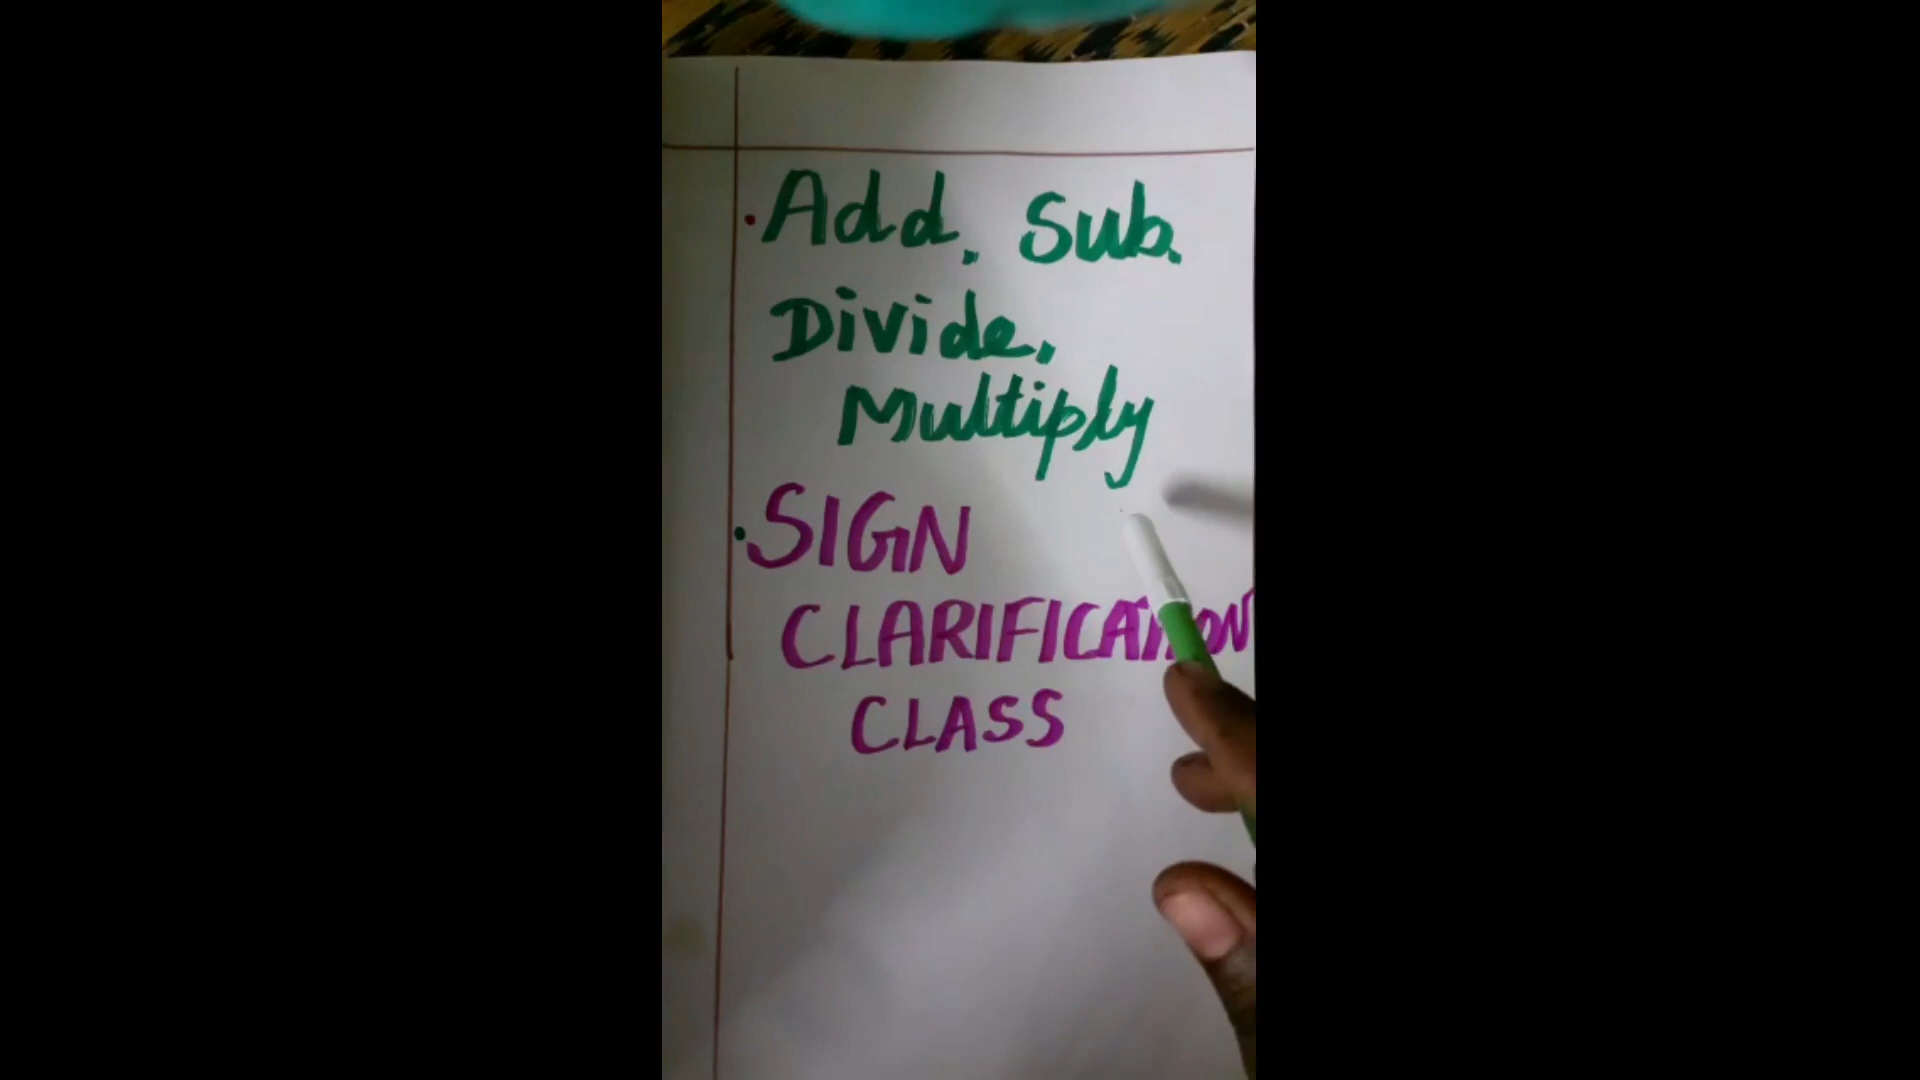 · Add, Sub.
Divide,
Multiply
· SIGN
CLARIFICATION
CLASS